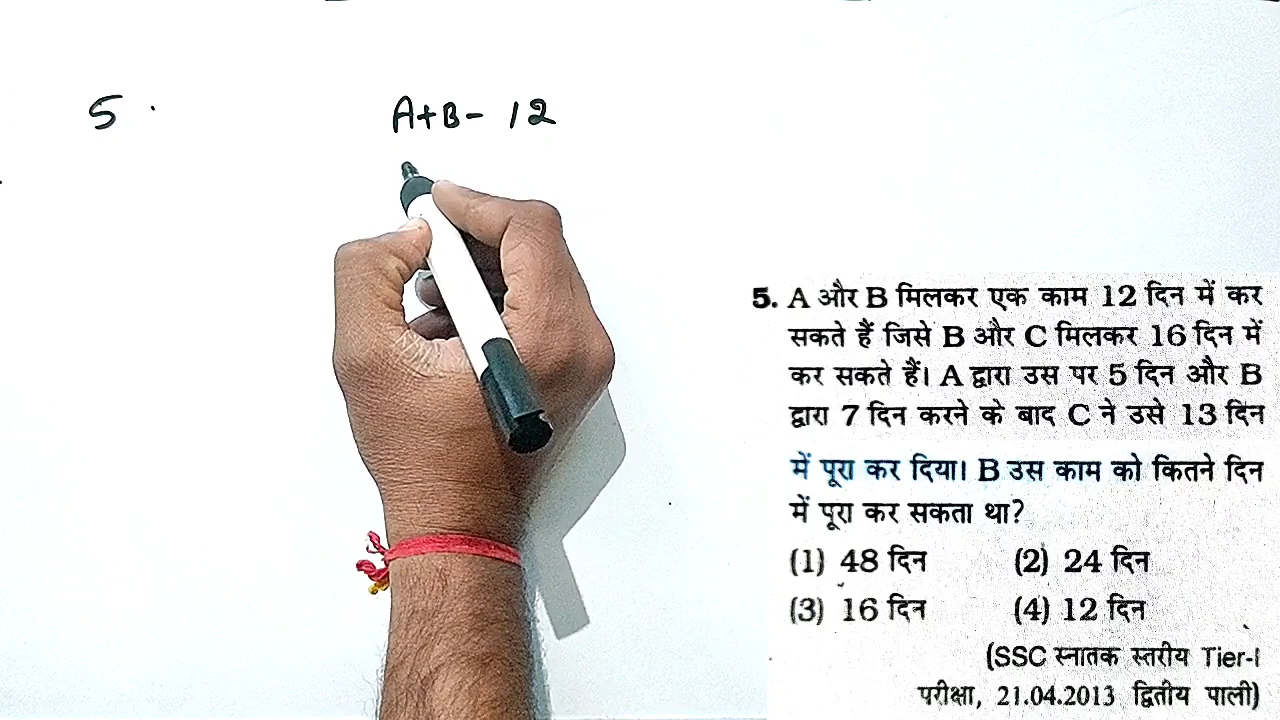 5.
A+B- 12
5. A और B मिलकर एक काम 12 दिन में कर
सकते हैं जिसे B और C मिलकर 16 दिन में
कर सकते हैं। A द्वारा उस पर 5 दिन और B
द्वारा 7 दिन करने के बाद C ने उसे 13 दिन
में पूरा कर दिया। B उस काम को कितने दिन
में पूरा कर सकता था?
(1) 48 दिन (2) 24 दिन
(3) 16 दिन (4) 12 दिन
(SSC स्नातक स्तरीय Tier-I
परीक्षा, 21.04.2013 द्वितीय पाली)